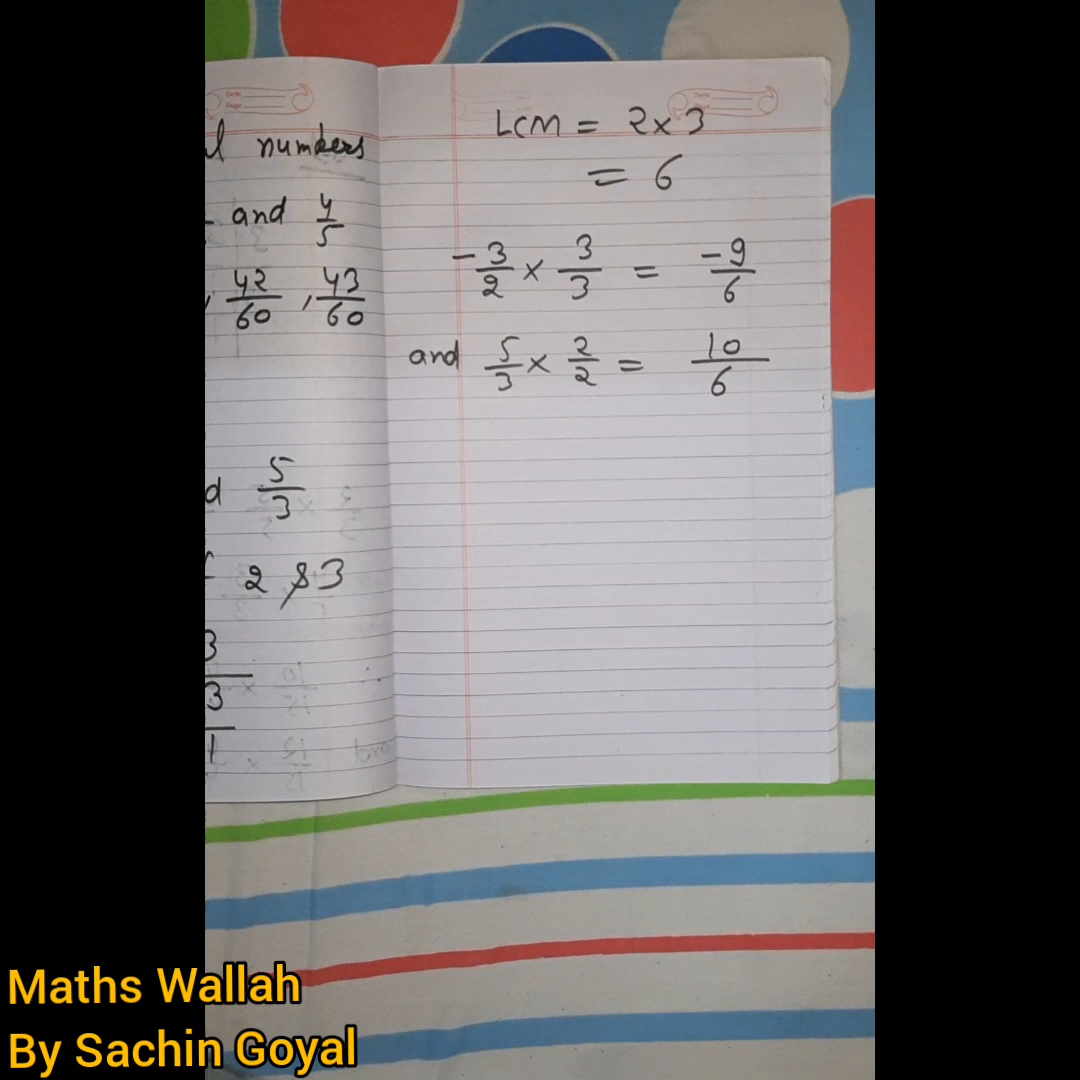 numbers
and 4/5
, 42/60 , 43/60
5/3
2 & 3
3
3
1
LCM = 2 x 3
= 6
-3/2 x 3/3 = -9/6
and 5/3 x 2/2 = 10/6
Maths Wallah
By Sachin Goyal